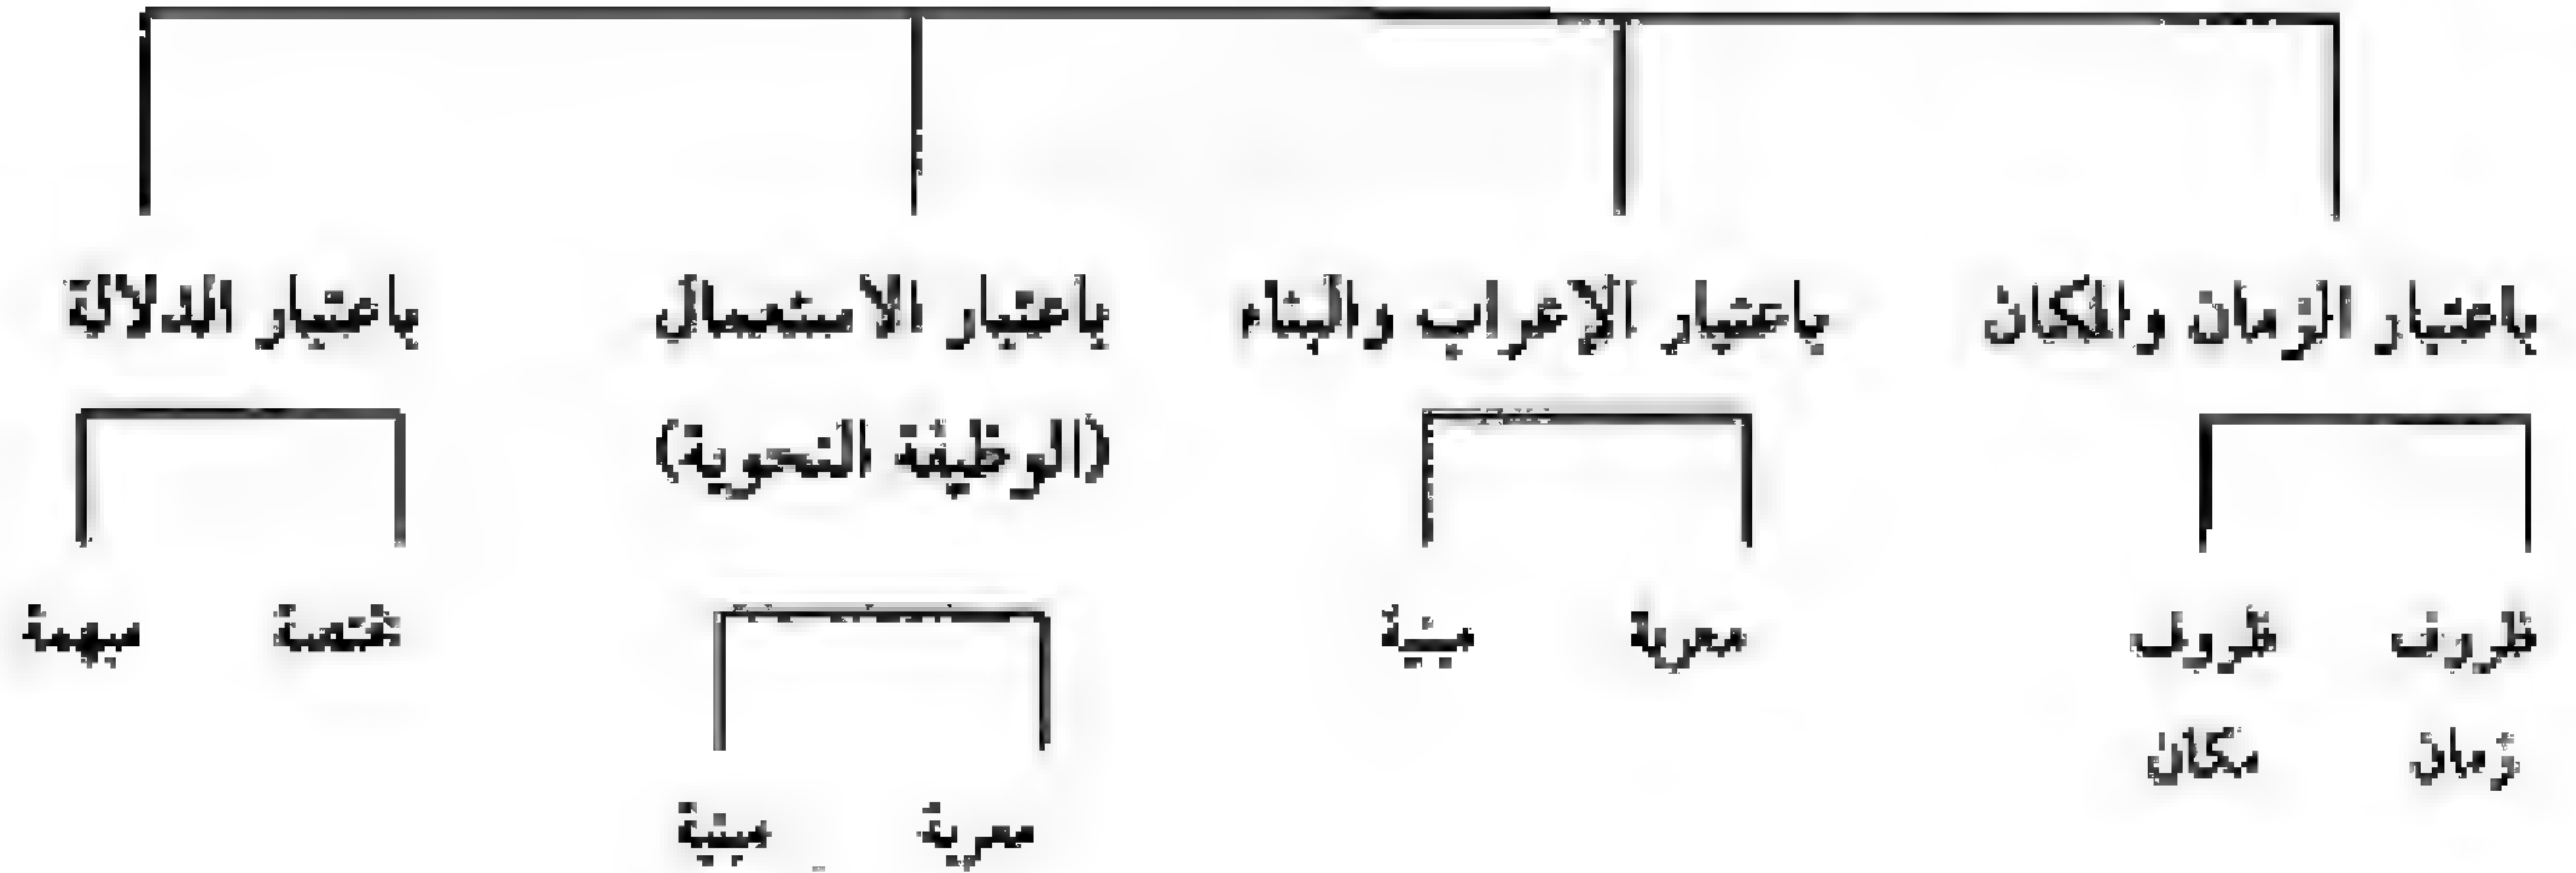 باعتبار الزمان والمكان باعتبار الإعراب والبناء باعتبار الاستعمال باعتبار الدلالة
(الوظيفة النحوية)
ظروف ظروف معربة مبنية مختصة مبهمة
زمان مكان
معربة مبنية